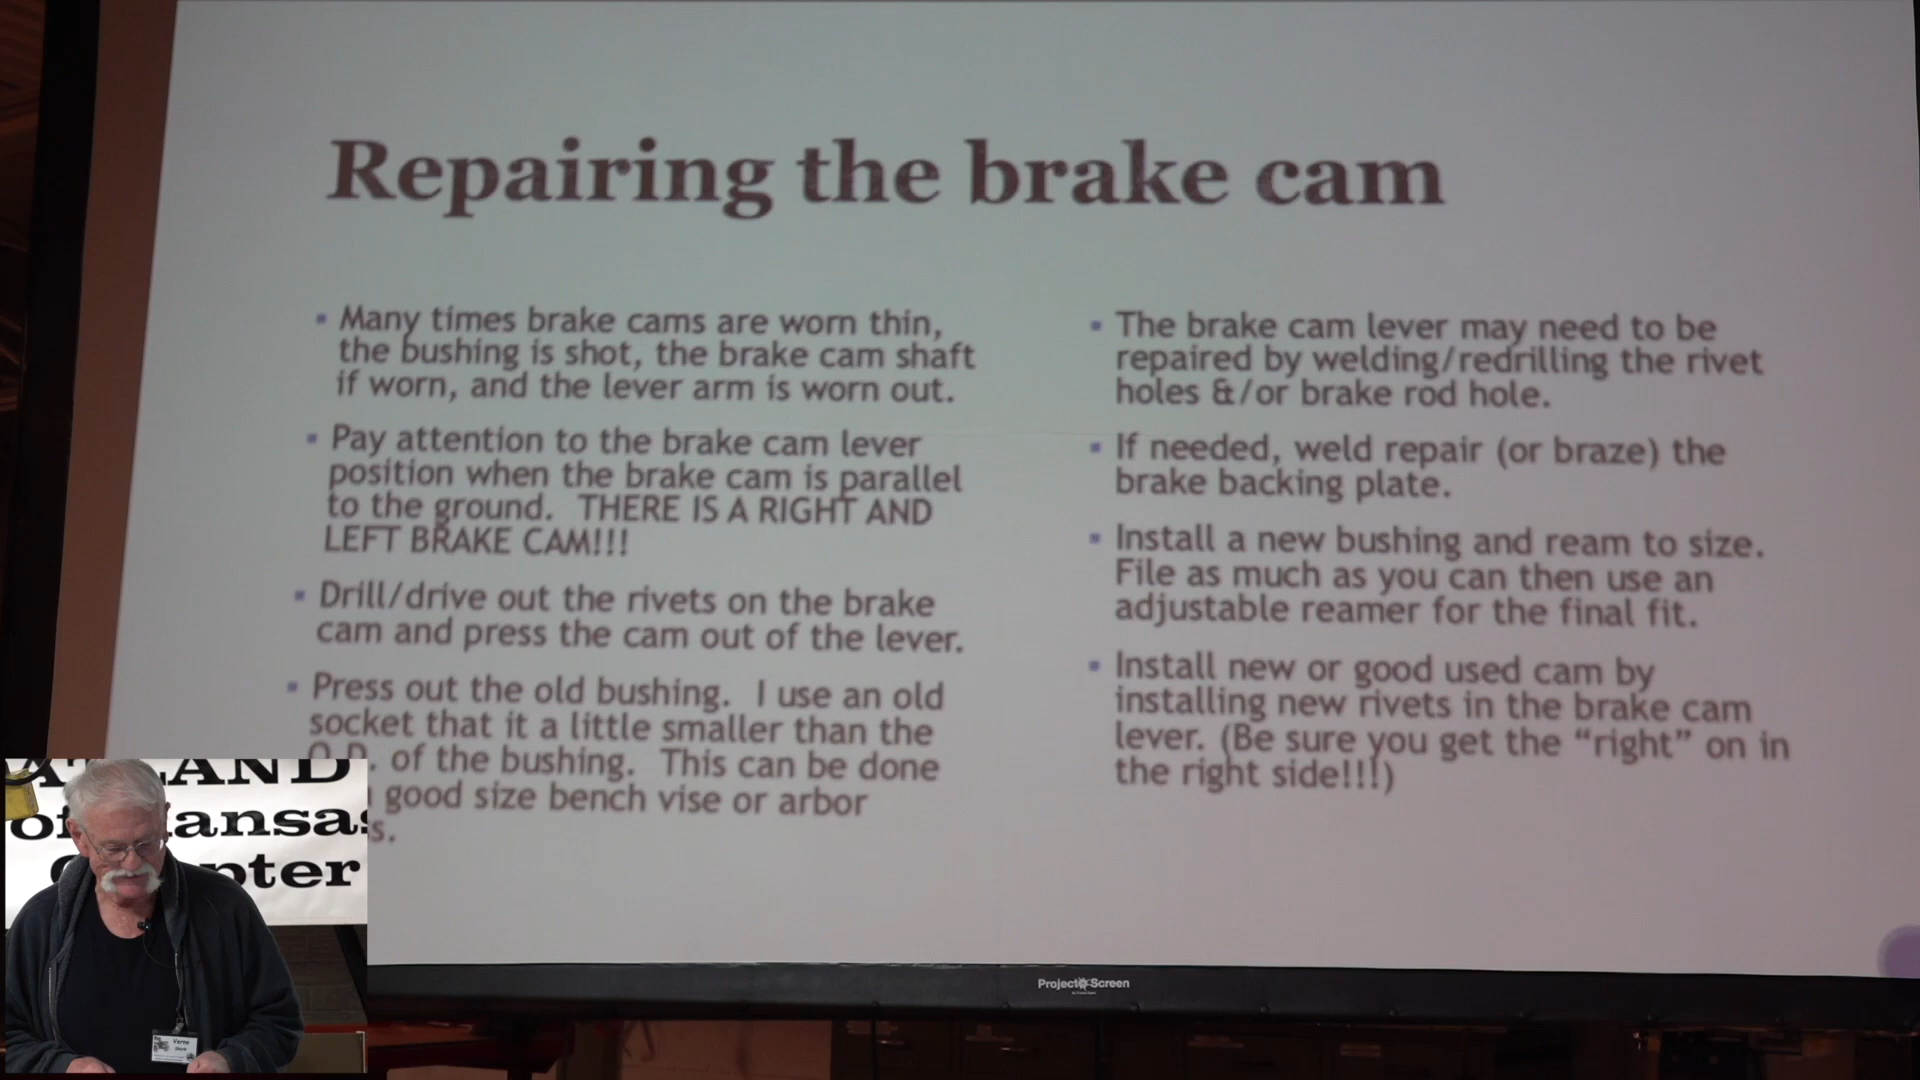 Repairing the brake cam
Many times brake cams are worn thin,
the bushing is shot, the brake cam shaft
if worn, and the lever arm is worn out.
Pay attention to the brake cam lever
position when the brake cam is parallel
to the ground. THERE IS A RIGHT AND
LEFT BRAKE CAM!!!
Drill/drive out the rivets on the brake
cam and press the cam out of the lever.
Press out the old bushing. I use an old
socket that it a little smaller than the
O.D. of the bushing. This can be done
good size bench vise or arbor
s.
The brake cam lever may need to be
repaired by welding/redrilling the rivet
holes &/or brake rod hole.
If needed, weld repair (or braze) the
brake backing plate.
Install a new bushing and ream to size.
File as much as you can then use an
adjustable reamer for the final fit.
Install new or good used cam by
installing new rivets in the brake cam
lever. (Be sure you get the “right” on in
the right side!!!)
LAND
of Kansas
pter
Verne
Project Screen